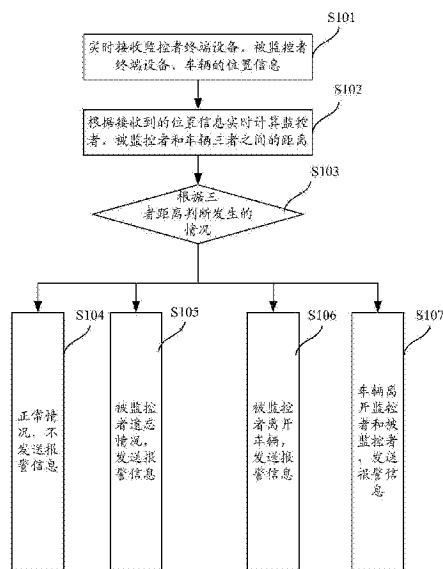 S101
实时接收监控者终端设备、被监控者
终端设备、车辆的位置信息
S102
根据接收到的位置信息实时计算监控
者、被监控者和车辆三者之间的距离
S103
根据三
者距离判断发生的
情况
S104
正常情
况，不
发送报
警信息
S105
被监控
者遗忘
情况，
发送报
警信息
S106
被监控
者离开
车辆，
发送报
警信息
S107
车辆离
开监控
者和被
监控者
，发送
报警信
息